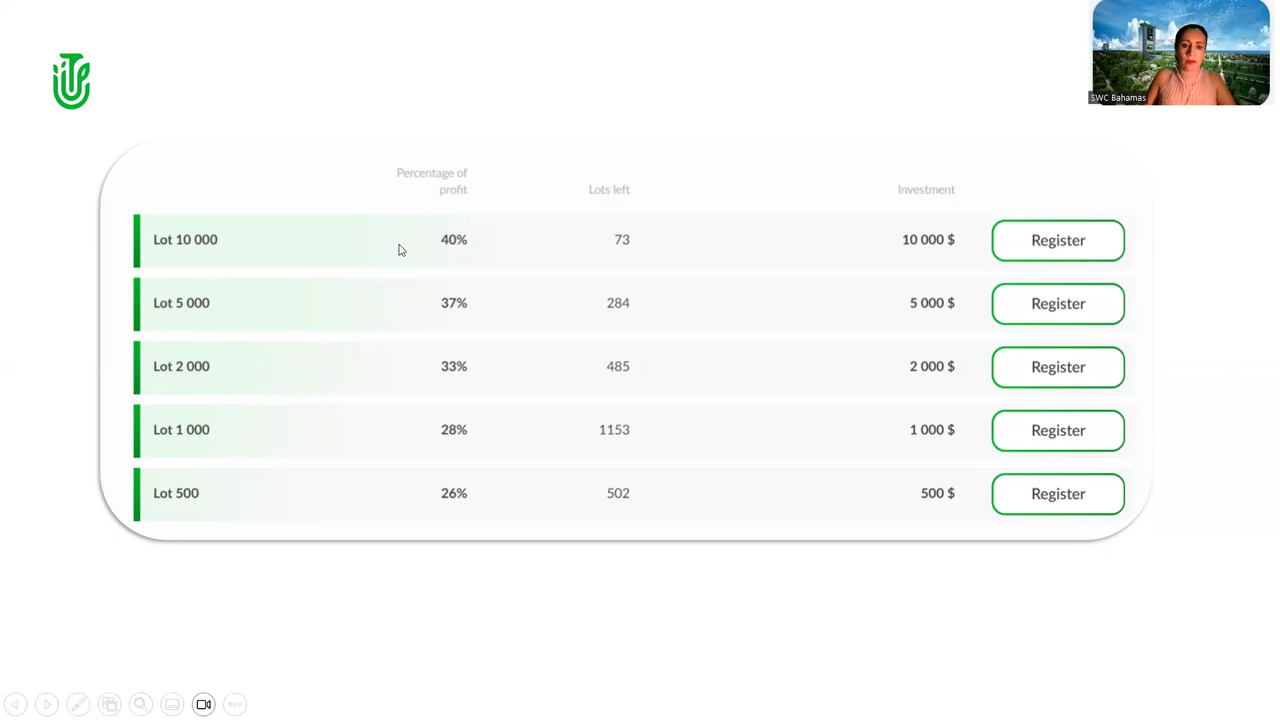 SWC Bahamas
Percentage of
profit
Lots left
Investment
Lot 10 000 40% 73 10 000 $ Register
Lot 5 000 37% 284 5 000 $ Register
Lot 2 000 33% 485 2 000 $ Register
Lot 1 000 28% 1153 1 000 $ Register
Lot 500 26% 502 500 $ Register